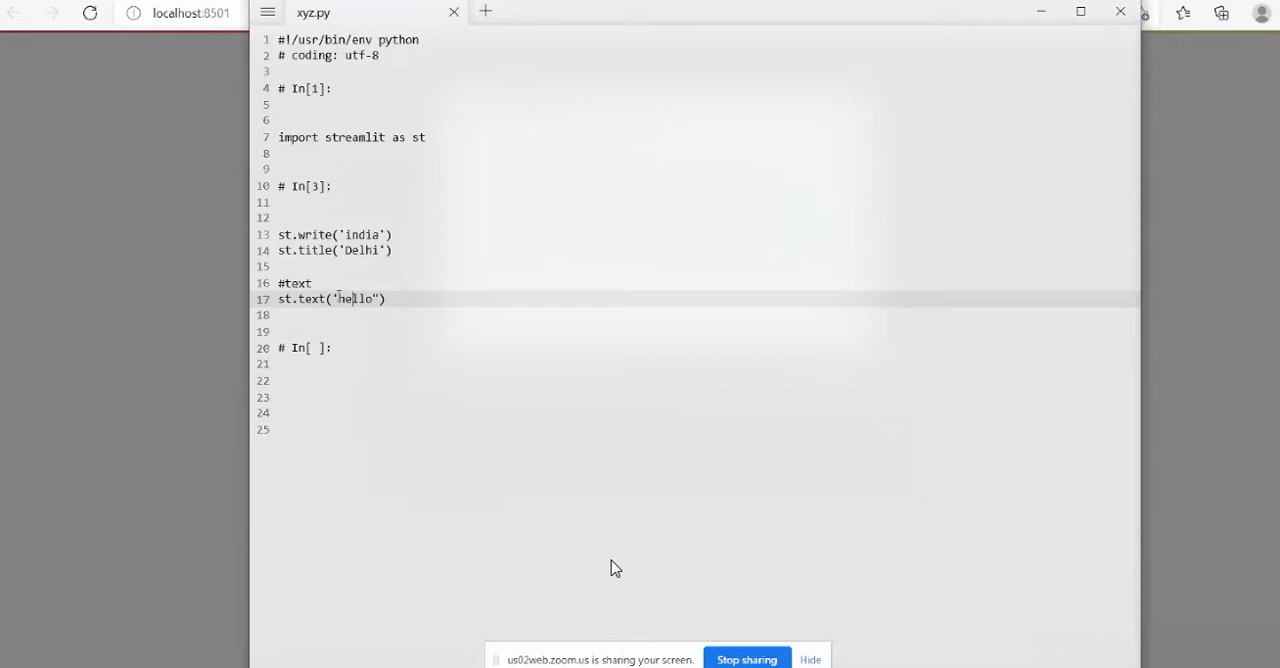 localhost:8501
xyz.py
1 #!/usr/bin/env python
2 # coding: utf-8
3
4 # In[1]:
5
6
7 import streamlit as st
8
9
10 # In[3]:
11
12
13 st.write('india')
14 st.title('Delhi')
15
16 #text
17 st.text('hello")
18
19
20 # In[ ]:
21
22
23
24
25
us02web.zoom.us is sharing your screen.
Stop sharing
Hide